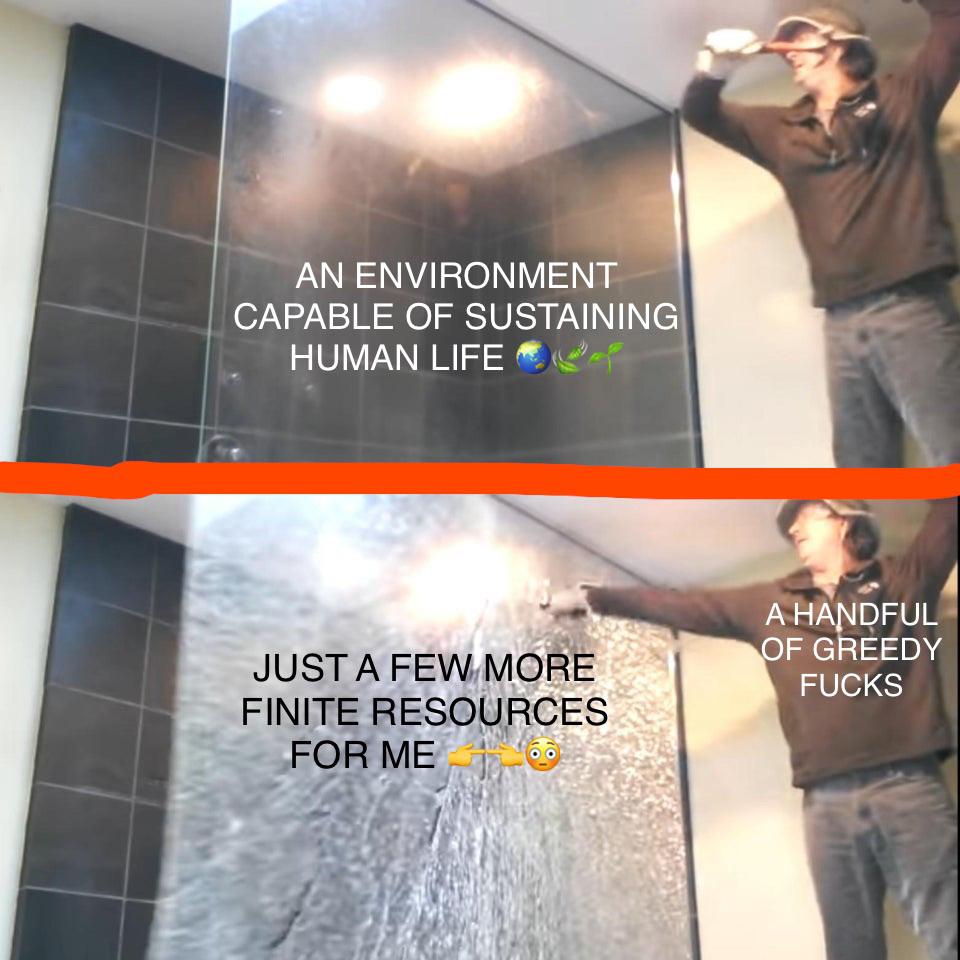 AN ENVIRONMENT
CAPABLE OF SUSTAINING
HUMAN LIFE 🌏🌿🌱
JUST A FEW MORE
FINITE RESOURCES
FOR ME 👉👈😳
A HANDFUL
OF GREEDY
FUCKS